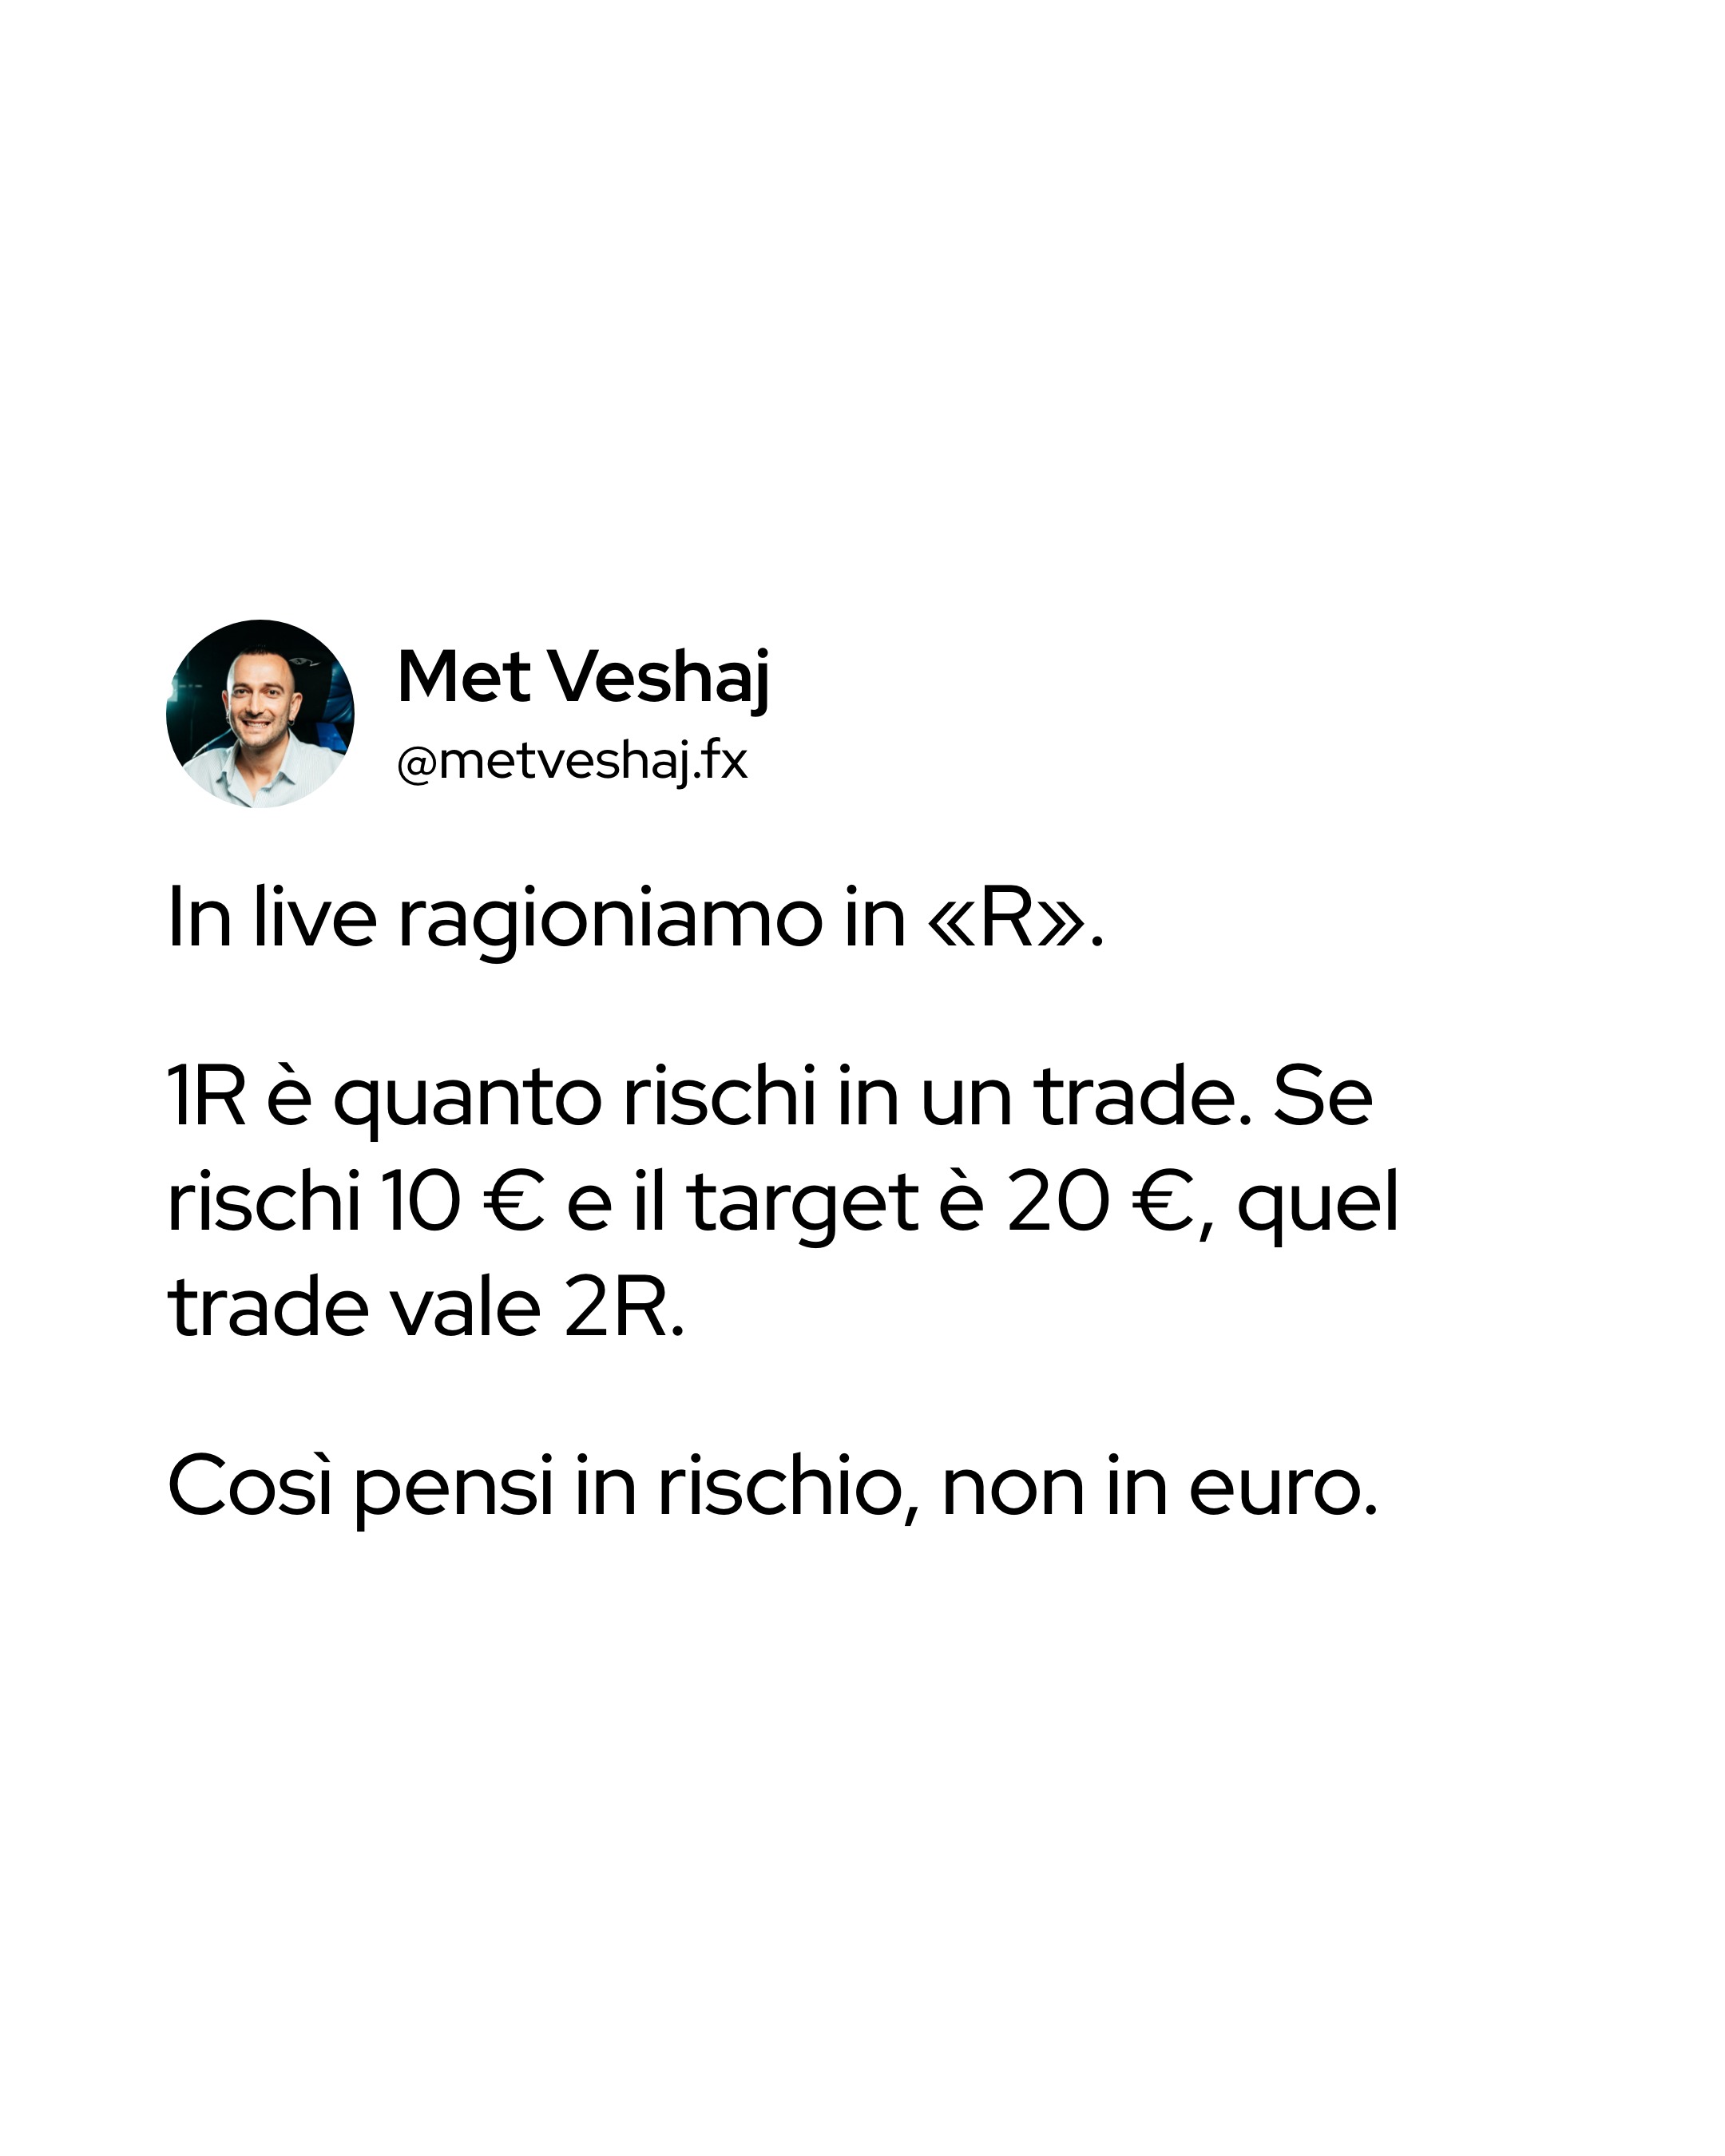 Met Veshaj
@metveshaj.fx
In live ragioniamo in «R».
1R è quanto rischi in un trade. Se
rischi 10 € e il target è 20 €, quel
trade vale 2R.
Così pensi in rischio, non in euro.